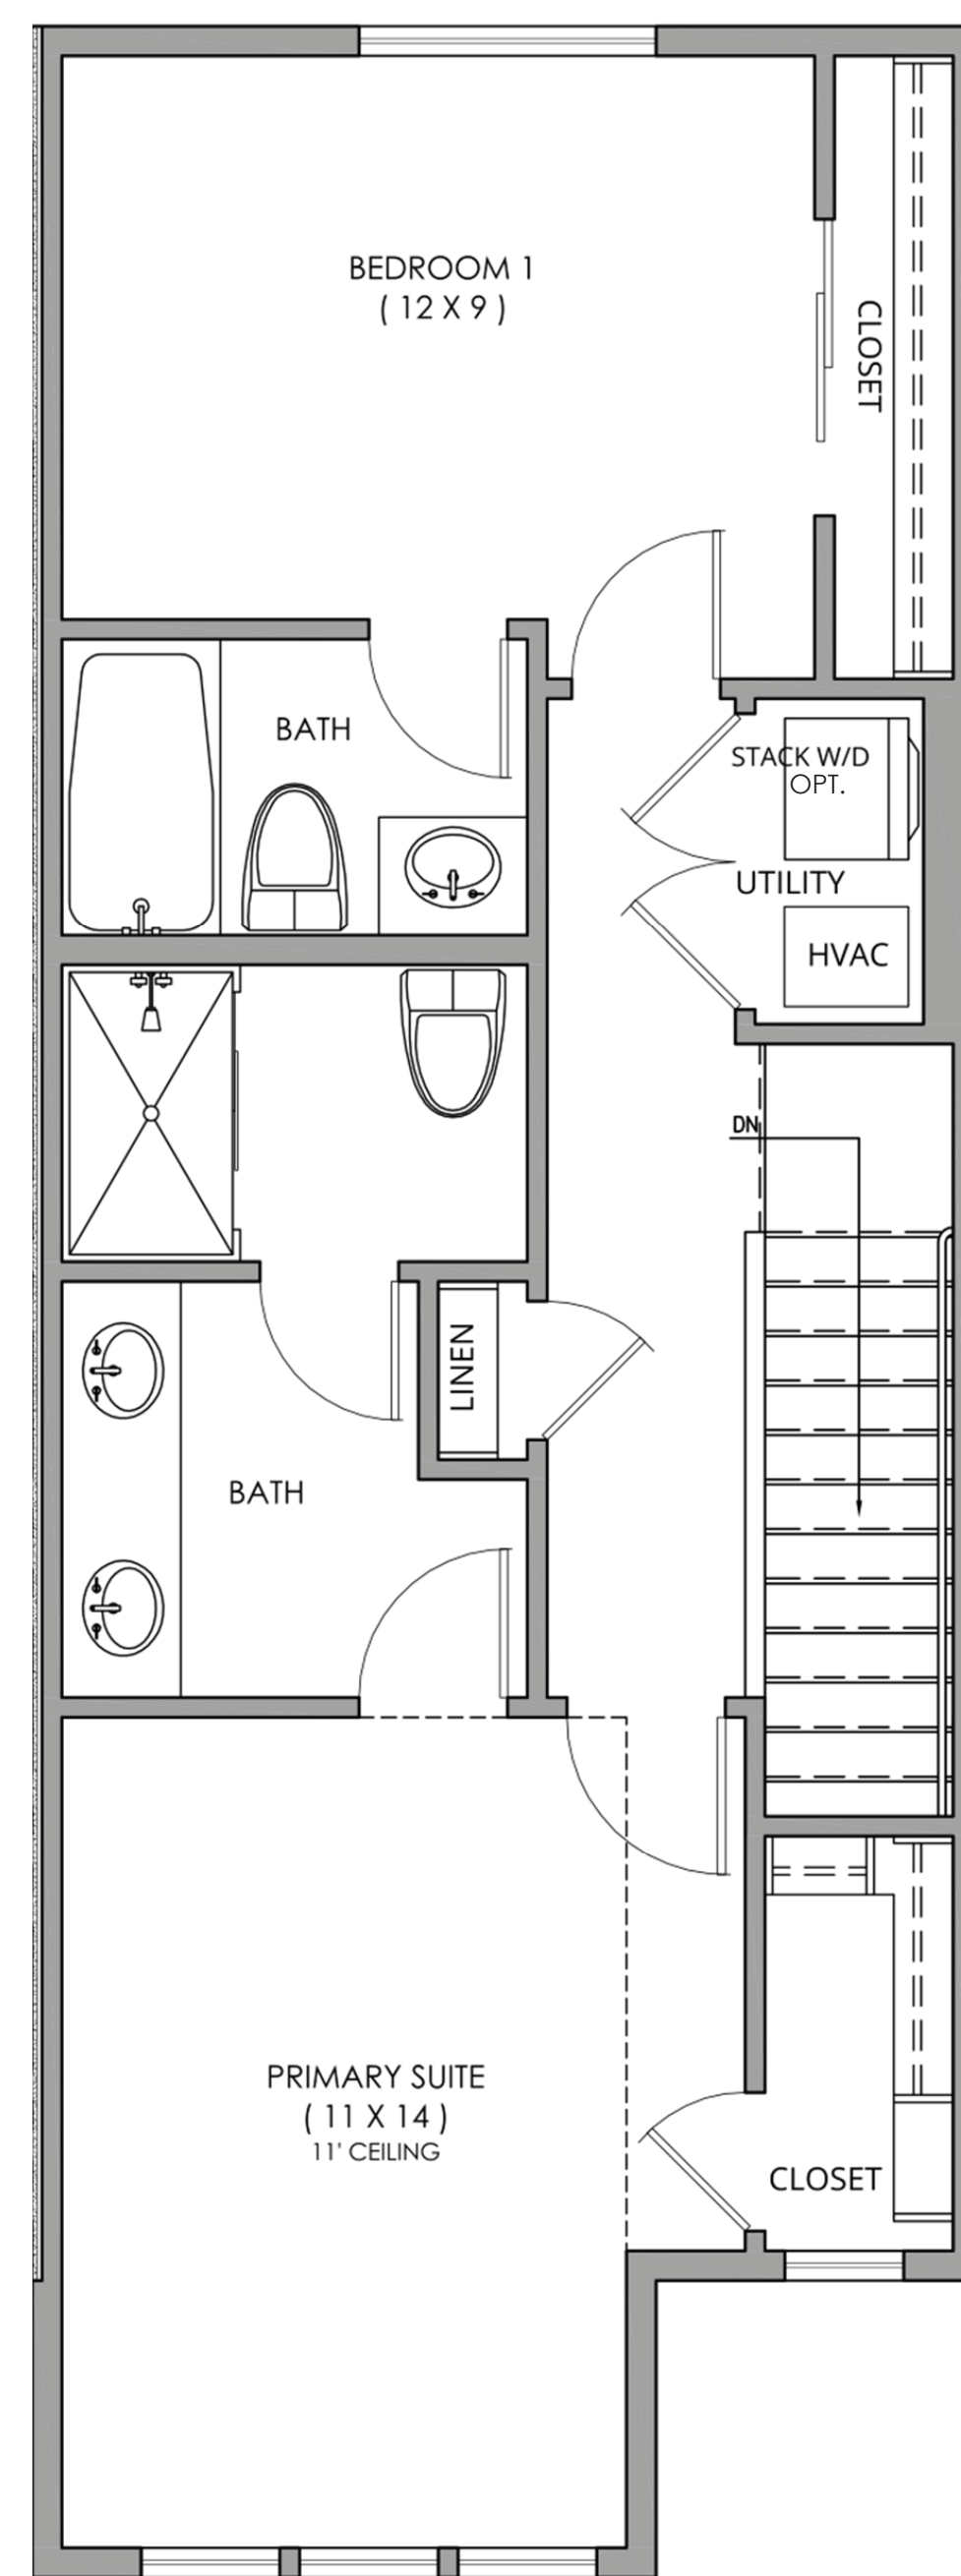 BEDROOM 1
( 12 X 9 )
CLOSET
BATH
STACK W/D
OPT.
UTILITY
HVAC
DN
LINEN
BATH
PRIMARY SUITE
( 11 X 14 )
11' CEILING
CLOSET